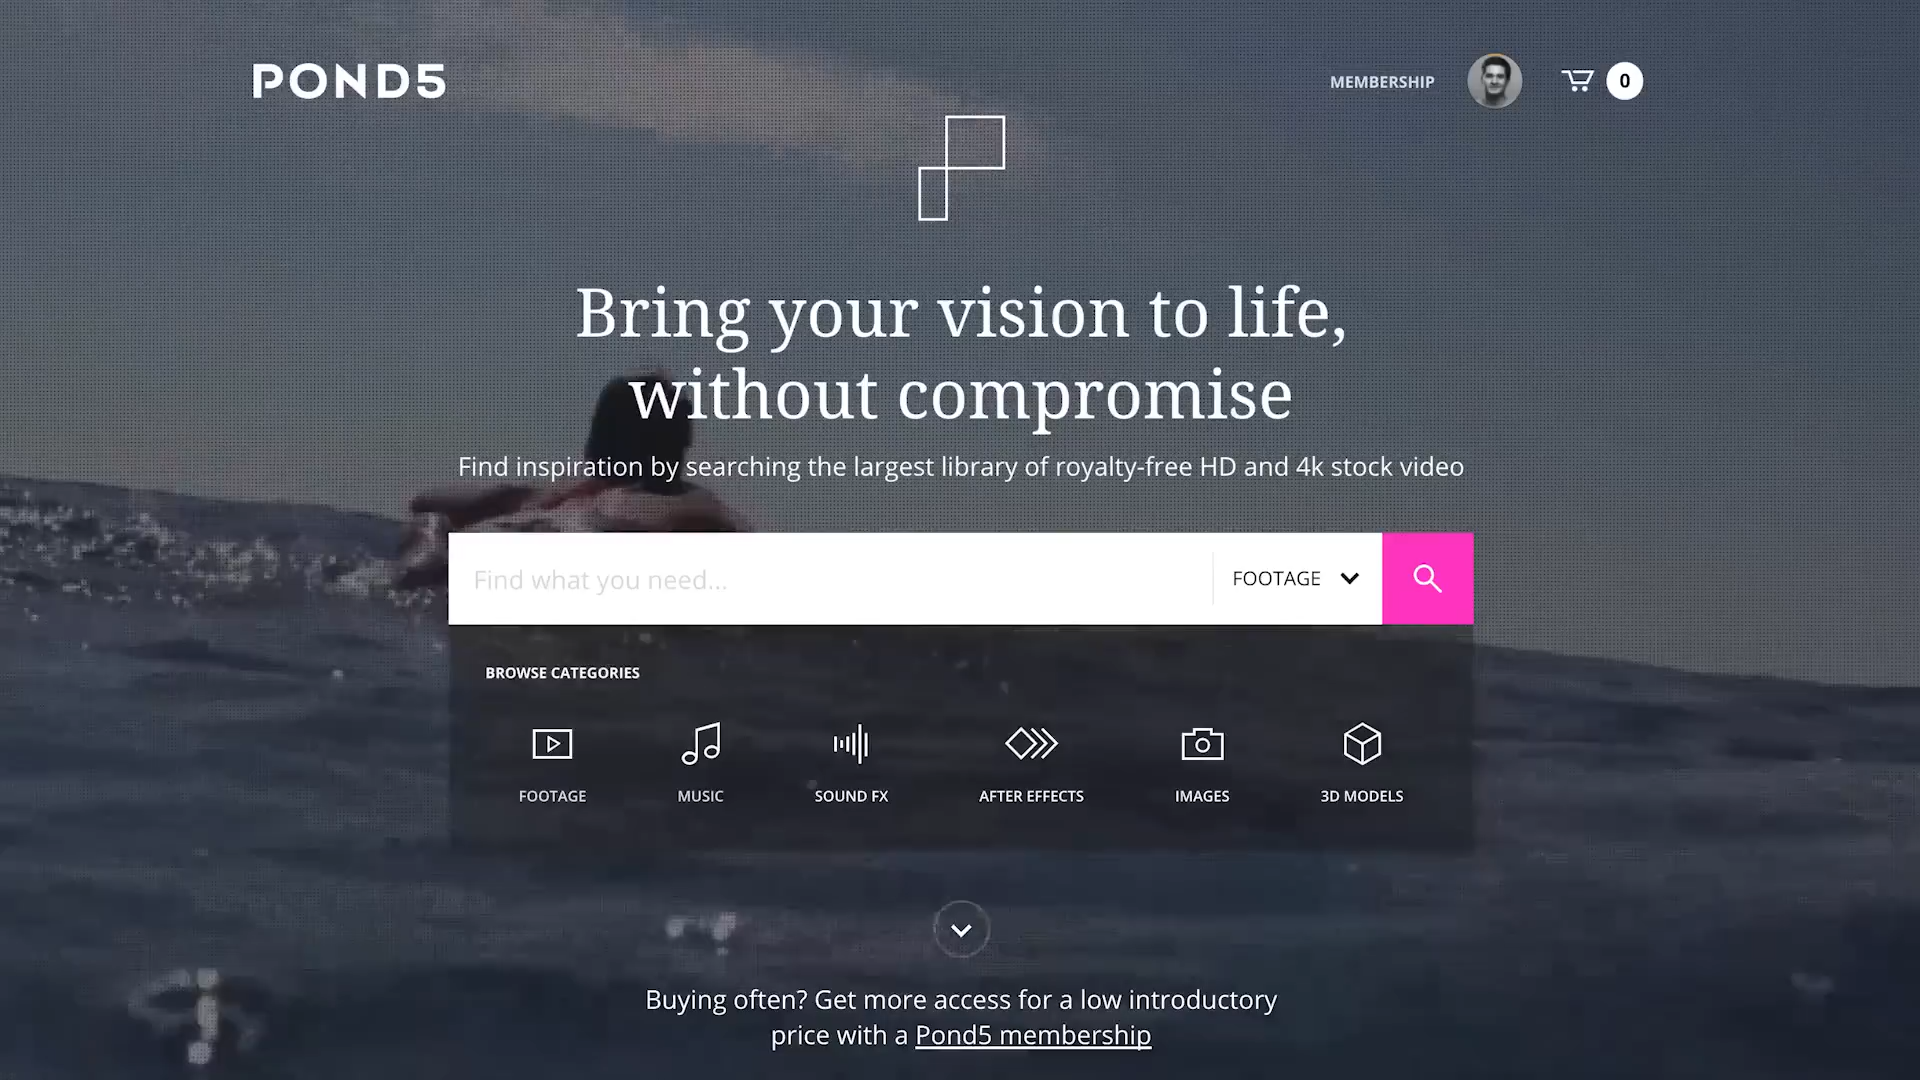 POND5
MEMBERSHIP
0
Bring your vision to life,
without compromise
Find inspiration by searching the largest library of royalty-free HD and 4k stock video
Find what you need...
FOOTAGE
BROWSE CATEGORIES
FOOTAGE
MUSIC
SOUND FX
AFTER EFFECTS
IMAGES
3D MODELS
Buying often? Get more access for a low introductory
price with a Pond5 membership